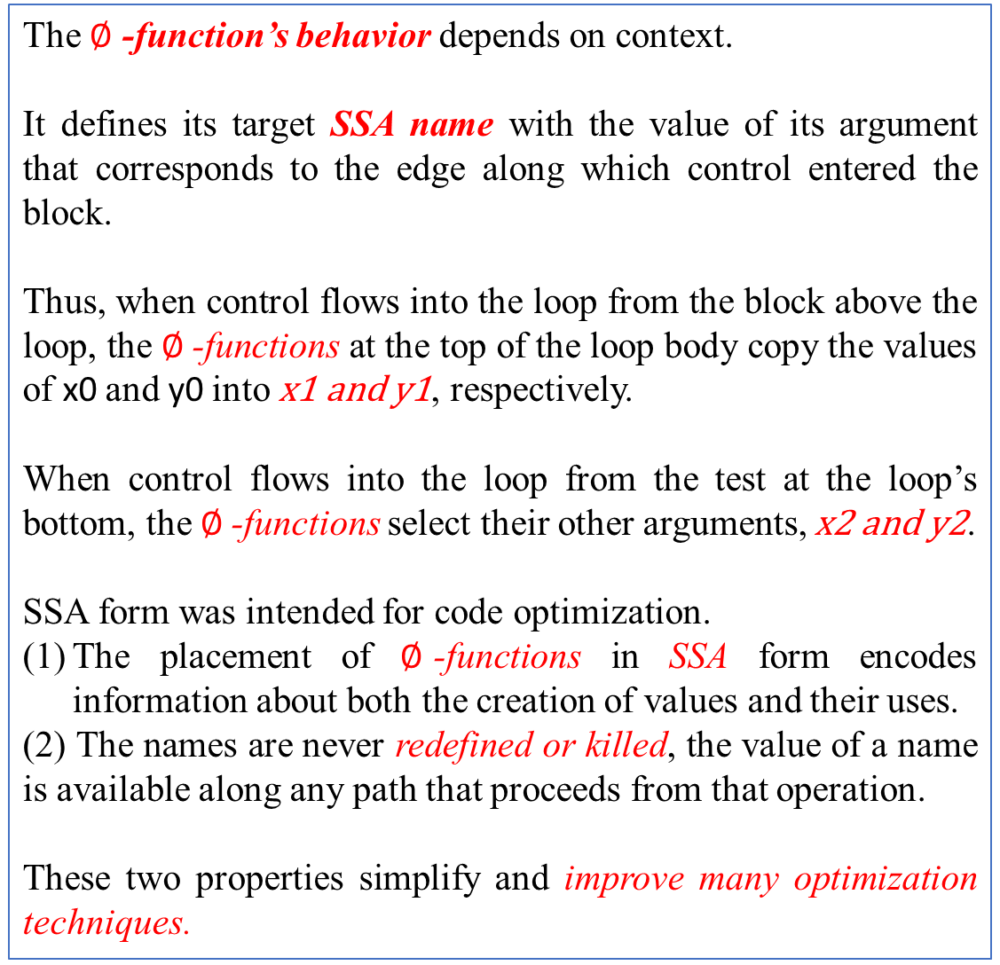 The ∅ -function’s behavior depends on context.
It defines its target SSA name with the value of its argument
that corresponds to the edge along which control entered the
block.
Thus, when control flows into the loop from the block above the
loop, the ∅ -functions at the top of the loop body copy the values
of x0 and y0 into x1 and y1, respectively.
When control flows into the loop from the test at the loop’s
bottom, the ∅ -functions select their other arguments, x2 and y2.
SSA form was intended for code optimization.
(1) The placement of ∅ -functions in SSA form encodes
information about both the creation of values and their uses.
(2) The names are never redefined or killed, the value of a name
is available along any path that proceeds from that operation.
These two properties simplify and improve many optimization
techniques.